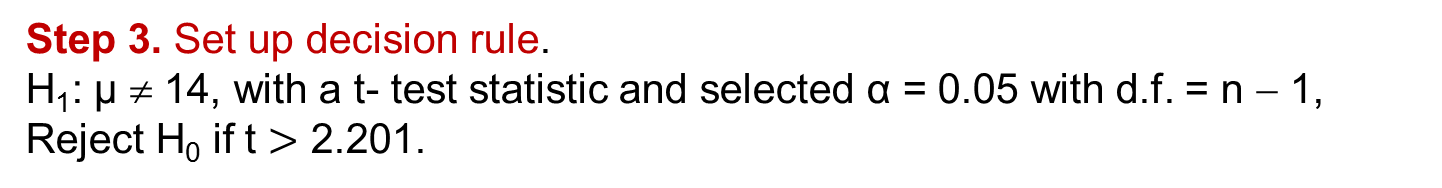 Step 3. Set up decision rule.
H₁: μ ≠ 14, with a t- test statistic and selected α = 0.05 with d.f. = n – 1,
Reject H₀ if t > 2.201.